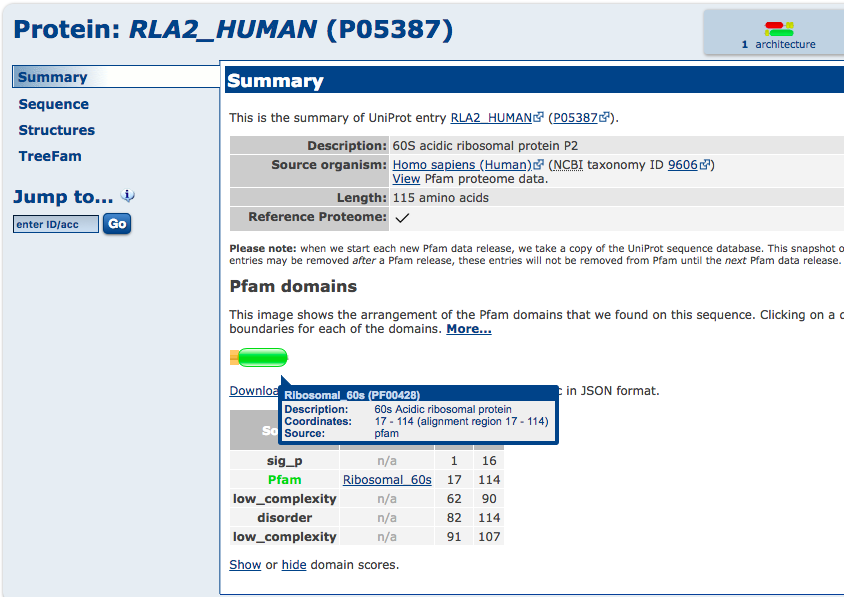 Protein: RLA2_HUMAN (P05387)
1 architecture
Summary
Sequence
Structures
TreeFam
Jump to... i
enter ID/acc Go
Summary
This is the summary of UniProt entry RLA2_HUMAN (P05387).
Description: 60S acidic ribosomal protein P2
Source organism: Homo sapiens (Human) (NCBI taxonomy ID 9606)
View Pfam proteome data.
Length: 115 amino acids
Reference Proteome: ✓
Please note: when we start each new Pfam data release, we take a copy of the UniProt sequence database. This snapshot o
entries may be removed after a Pfam release, these entries will not be removed from Pfam until the next Pfam data release.
Pfam domains
This image shows the arrangement of the Pfam domains that we found on this sequence. Clicking on a d
boundaries for each of the domains. More...
Downloa c in JSON format.
Ribosomal_60s (PF00428)
Description: 60s Acidic ribosomal protein
Coordinates: 17 - 114 (alignment region 17 - 114)
Source: pfam
So
sig_p n/a 1 16
Pfam Ribosomal_60s 17 114
low_complexity n/a 62 90
disorder n/a 82 114
low_complexity n/a 91 107
Show or hide domain scores.